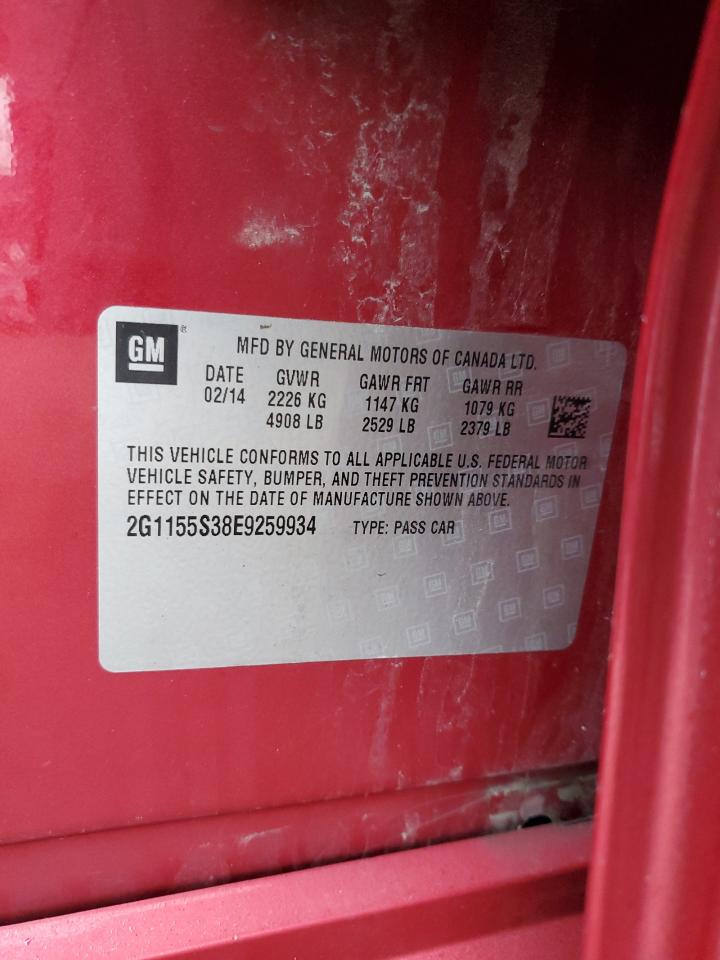 GM ®
MFD BY GENERAL MOTORS OF CANADA LTD.
DATE GVWR GAWR FRT GAWR RR
02/14 2226 KG 1147 KG 1079 KG
4908 LB 2529 LB 2379 LB
THIS VEHICLE CONFORMS TO ALL APPLICABLE U.S. FEDERAL MOTOR
VEHICLE SAFETY, BUMPER, AND THEFT PREVENTION STANDARDS IN
EFFECT ON THE DATE OF MANUFACTURE SHOWN ABOVE.
2G1155S38E9259934 TYPE: PASS CAR